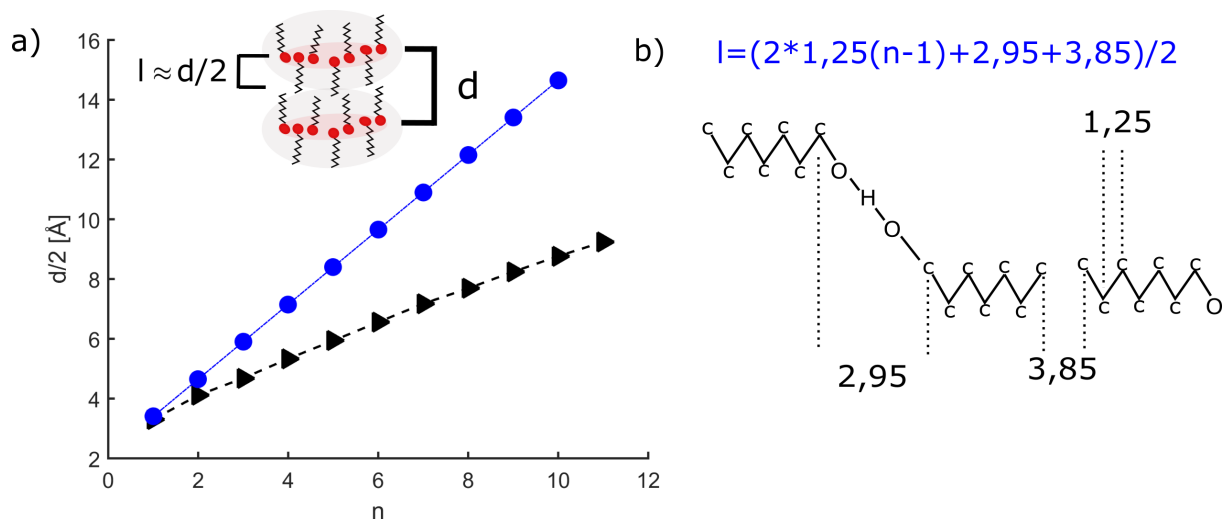 a)
16
14
12
10
8
6
4
2
d/2 [Å]
0
2
4
6
8
10
12
n
l ≈ d/2
d
b)
l=(2*1,25(n-1)+2,95+3,85)/2
1,25
C C C C
C C C O
H
O
C C C C
C C C
C C C C
C C C O
2,95
3,85